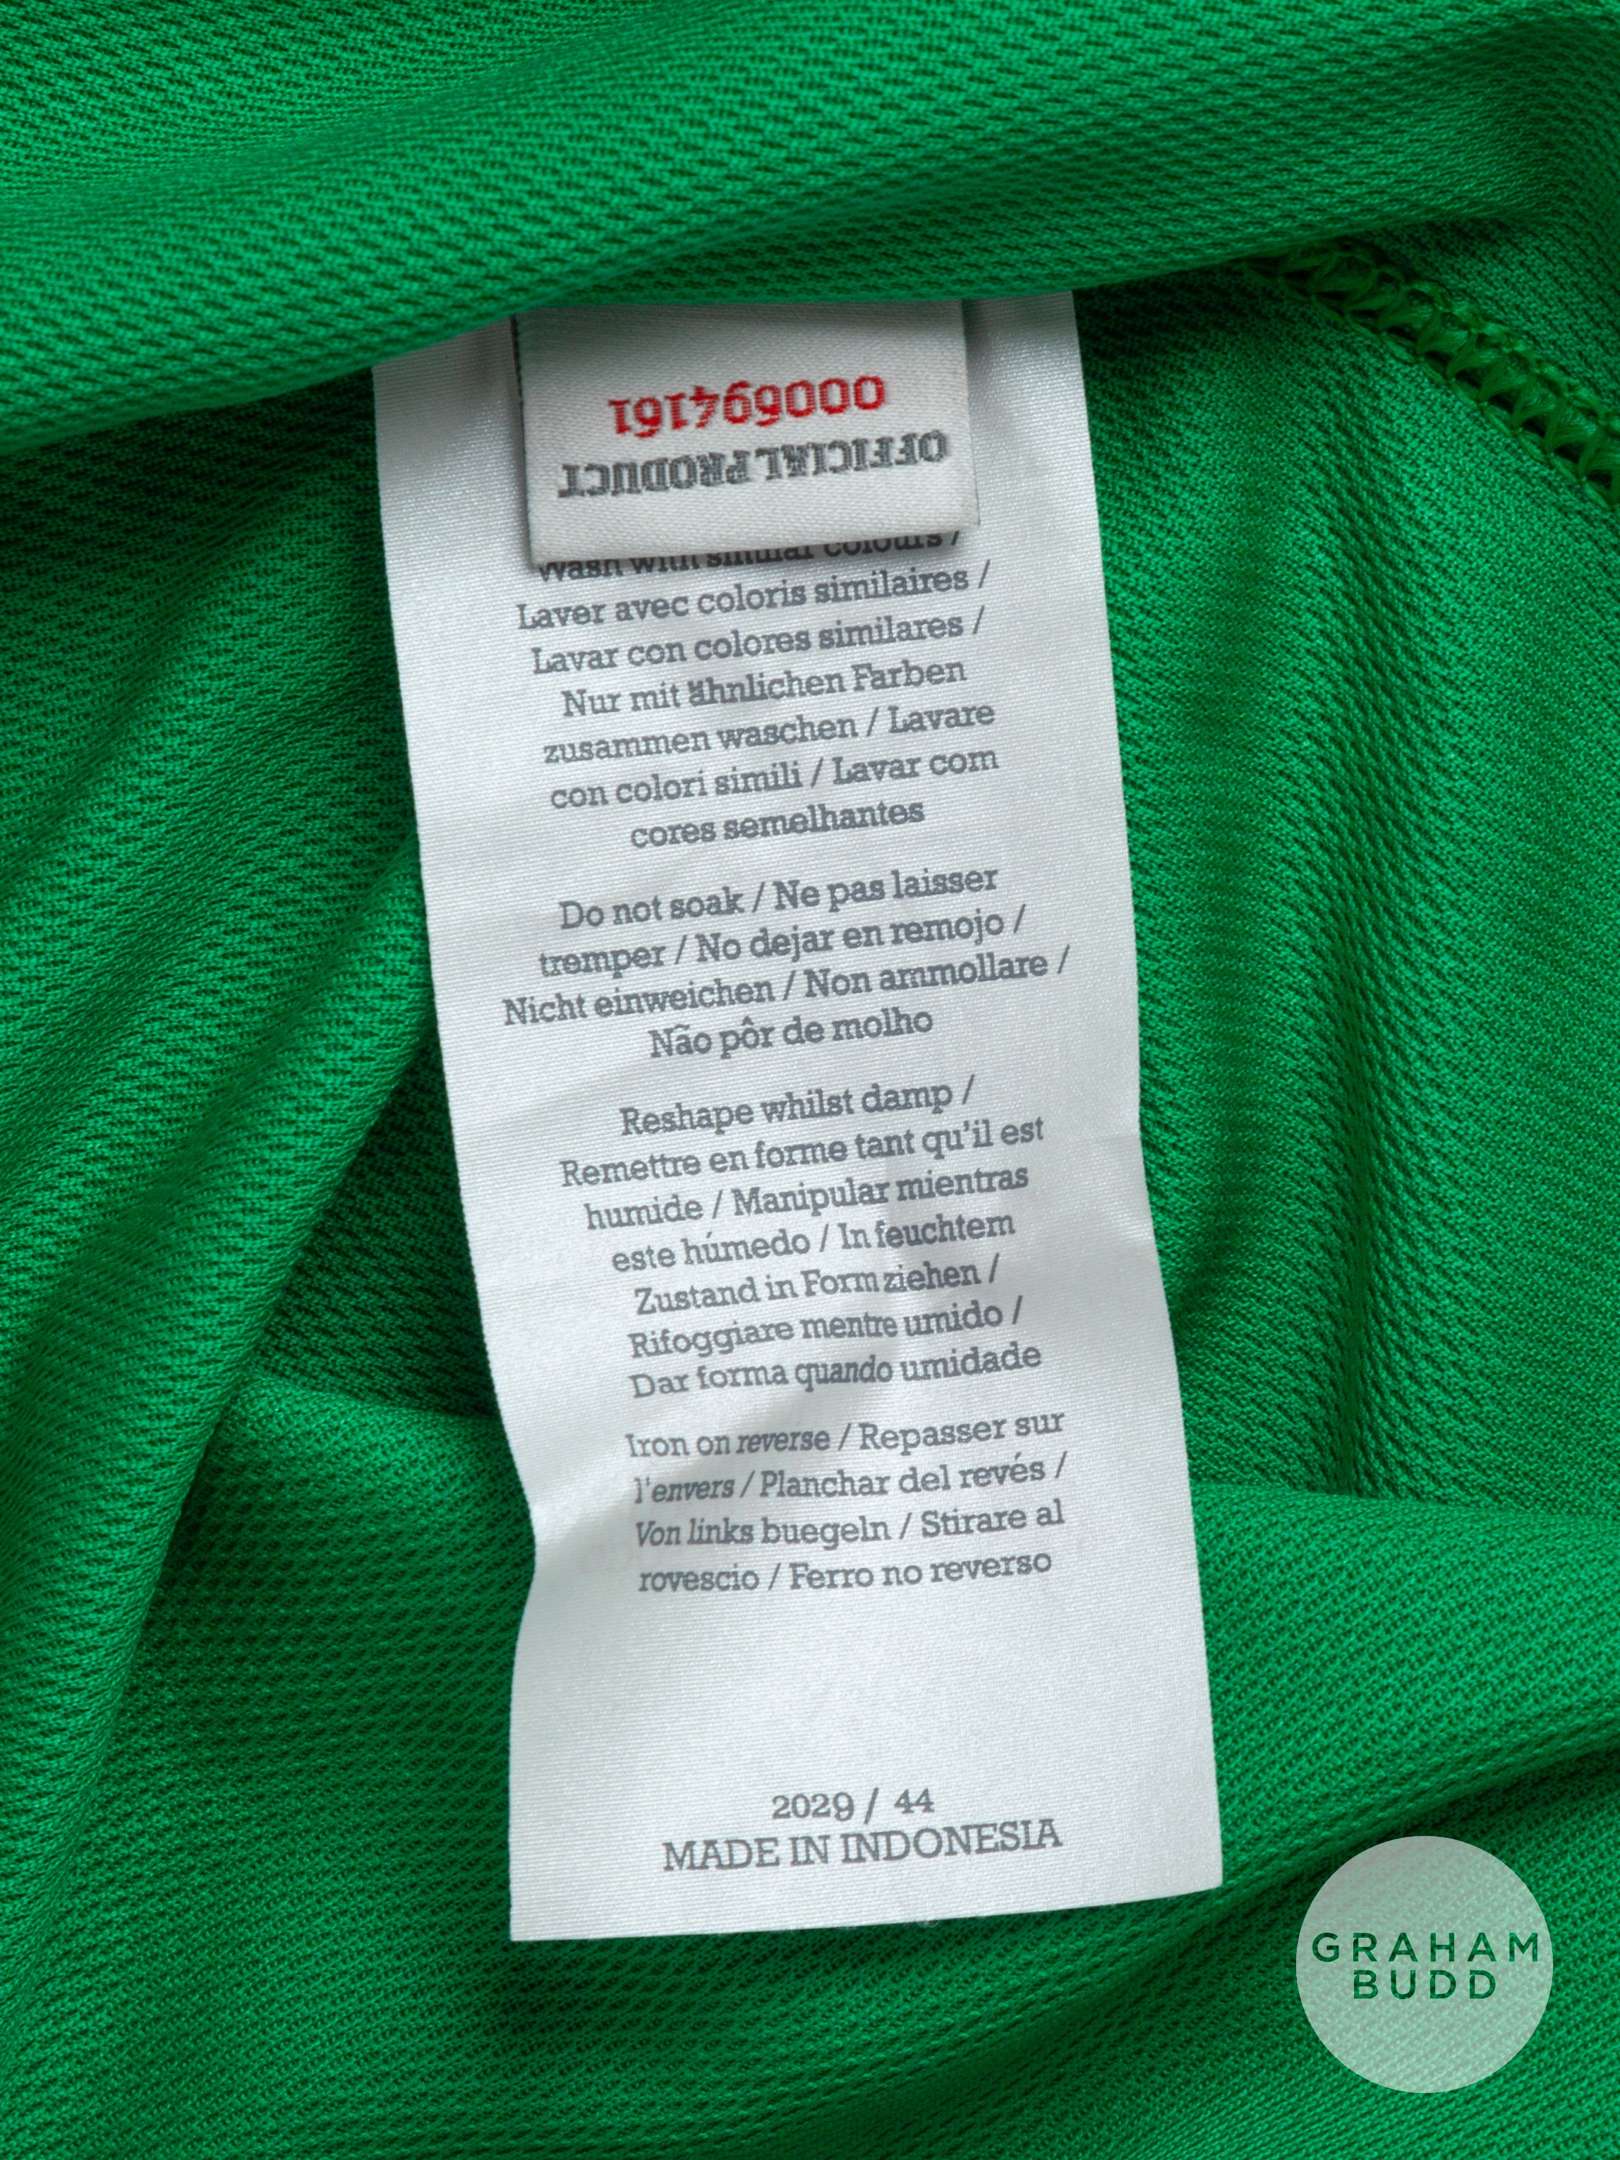 000694161
OFFICIAL PRODUCT
Wash with similar colours /
Laver avec coloris similaires /
Lavar con colores similares /
Nur mit ähnlichen Farben
zusammen waschen / Lavare
con colori simili / Lavar com
cores semelhantes
Do not soak / Ne pas laisser
tremper / No dejar en remojo /
Nicht einweichen / Non ammollare /
Não pôr de molho
Reshape whilst damp /
Remettre en forme tant qu'il est
humide / Manipular mientras
este húmedo / In feuchtem
Zustand in Form ziehen /
Rifoggiare mentre umido /
Dar forma quando umidade
Iron on reverse / Repasser sur
l'envers / Planchar del revés /
Von links buegeln / Stirare al
rovescio / Ferro no reverso
2029 / 44
MADE IN INDONESIA
GRAHAM
BUDD